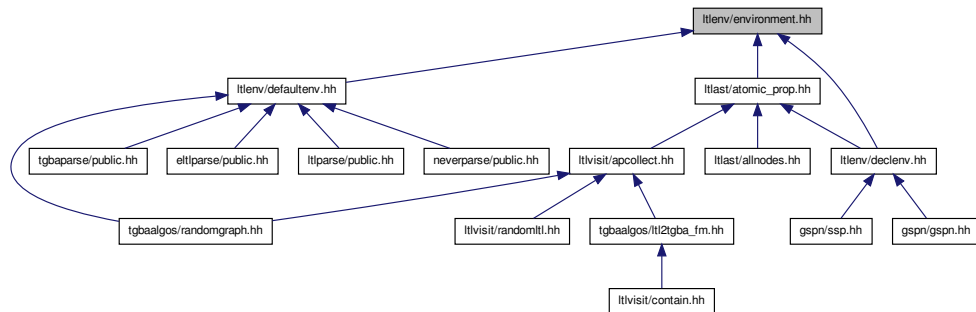 ltlenv/environment.hh
ltlenv/defaultenv.hh
ltlast/atomic_prop.hh
tgbaparse/public.hh
eltlparse/public.hh
ltlparse/public.hh
neverparse/public.hh
ltlvisit/apcollect.hh
ltlast/allnodes.hh
ltlenv/declenv.hh
tgbaalgos/randomgraph.hh
ltlvisit/randomltl.hh
tgbaalgos/ltl2tgba_fm.hh
gspn/ssp.hh
gspn/gspn.hh
ltlvisit/contain.hh